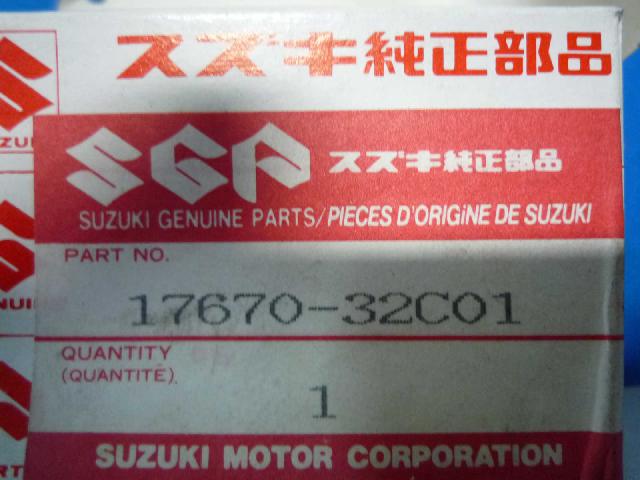 スズキ純正部品
SGP スズキ純正部品
SUZUKI GENUINE PARTS/PIECES D'ORIGiNE DE SUZUKI
PART NO.
17670-32C01
QUANTITY
(QUANTITÉ)
1
SUZUKI MOTOR CORPORATION